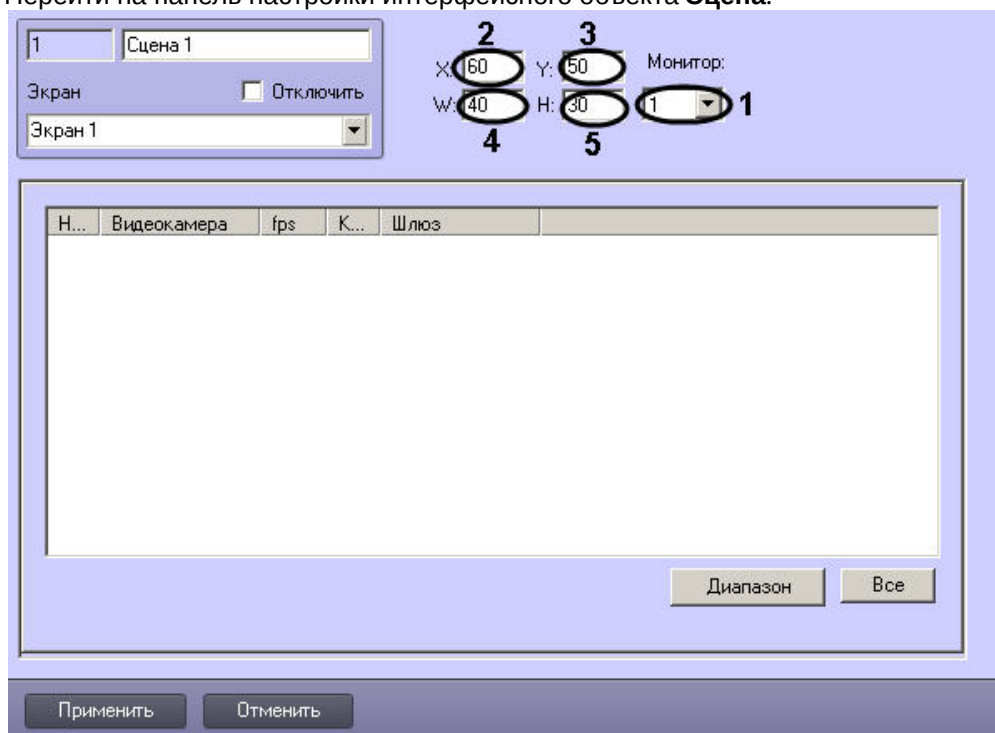 Перейти на панель настройки интерфейсного объекта Сцена.
2 3
1 Сцена 1 X: 60 Y: 50 Монитор:
Экран Отключить W: 40 H: 30 1 1
Экран 1 4 5
Н... Видеокамера fps К... Шлюз
Диапазон Все
Применить Отменить